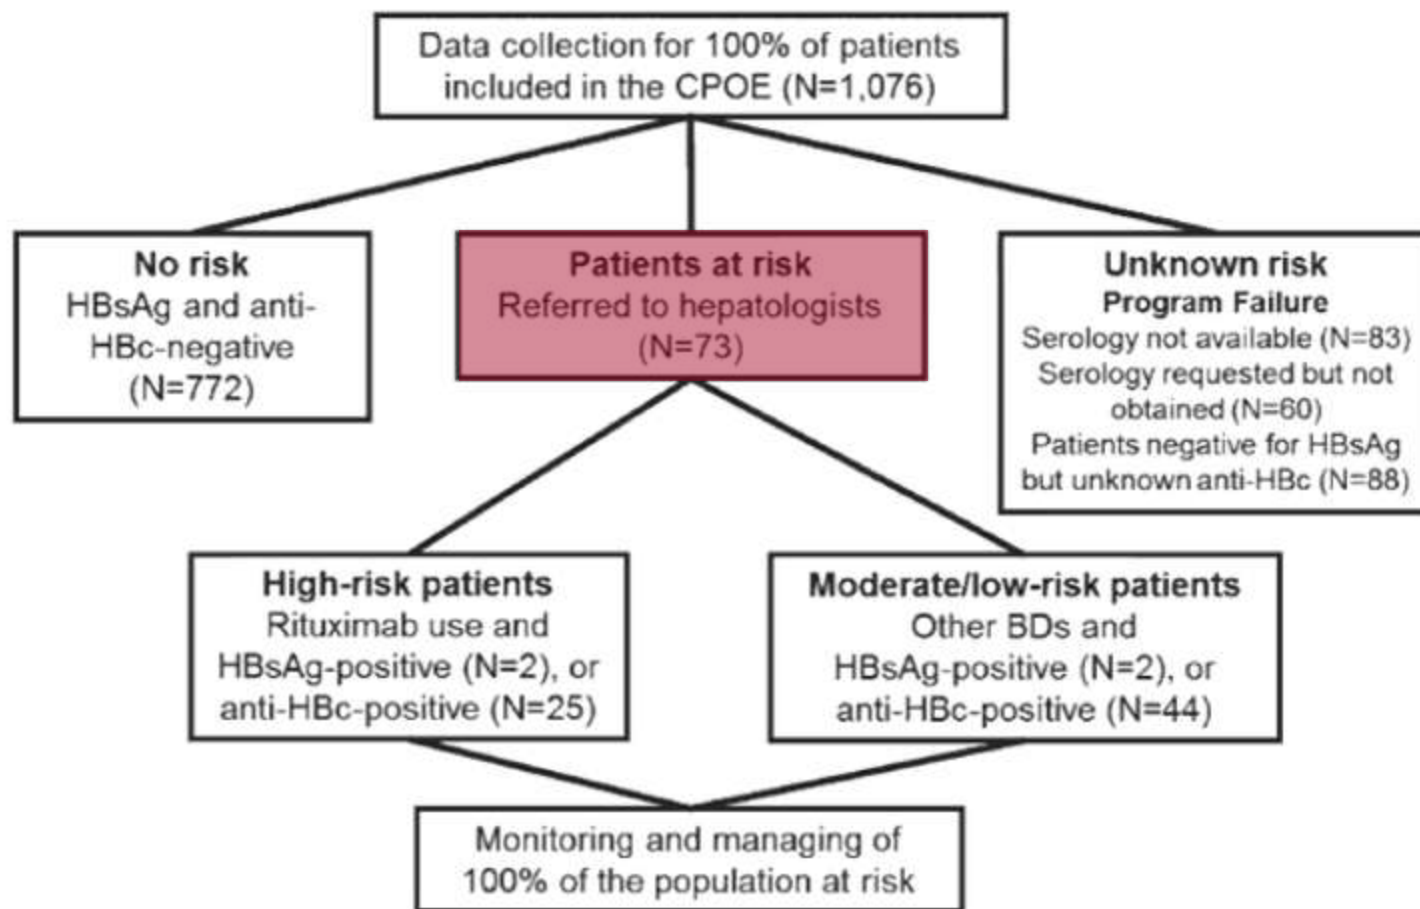 Data collection for 100% of patients
included in the CPOE (N=1,076)
No risk
HBsAg and anti-
HBc-negative
(N=772)
Patients at risk
Referred to hepatologists
(N=73)
Unknown risk
Program Failure
Serology not available (N=83)
Serology requested but not
obtained (N=60)
Patients negative for HBsAg
but unknown anti-HBc (N=88)
High-risk patients
Rituximab use and
HBsAg-positive (N=2), or
anti-HBc-positive (N=25)
Moderate/low-risk patients
Other BDs and
HBsAg-positive (N=2), or
anti-HBc-positive (N=44)
Monitoring and managing of
100% of the population at risk